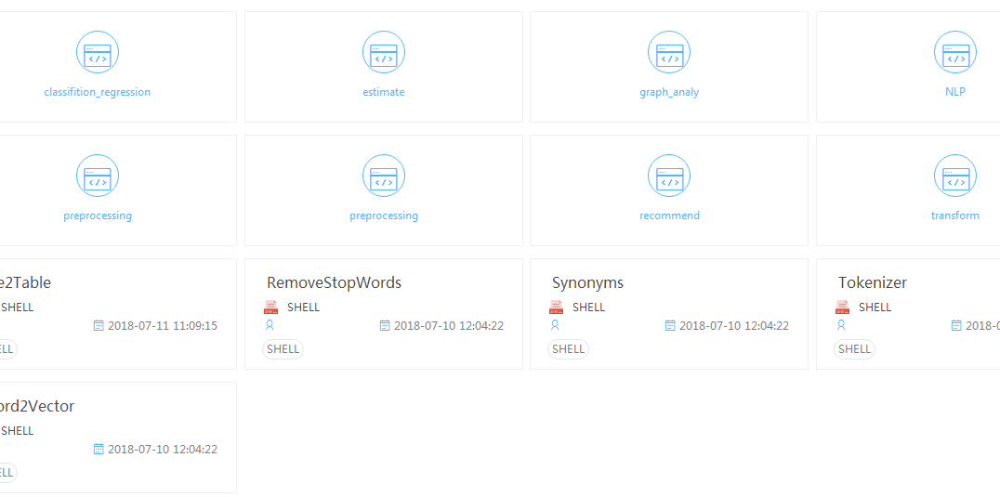 classifition_regression
estimate
graph_analy
NLP
preprocessing
preprocessing
recommend
transform
e2Table
SHELL
2018-07-11 11:09:15
ELL
RemoveStopWords
SHELL
2018-07-10 12:04:22
SHELL
Synonyms
SHELL
2018-07-10 12:04:22
SHELL
Tokenizer
SHELL
2018-0
SHELL
ord2Vector
SHELL
2018-07-10 12:04:22
ELL